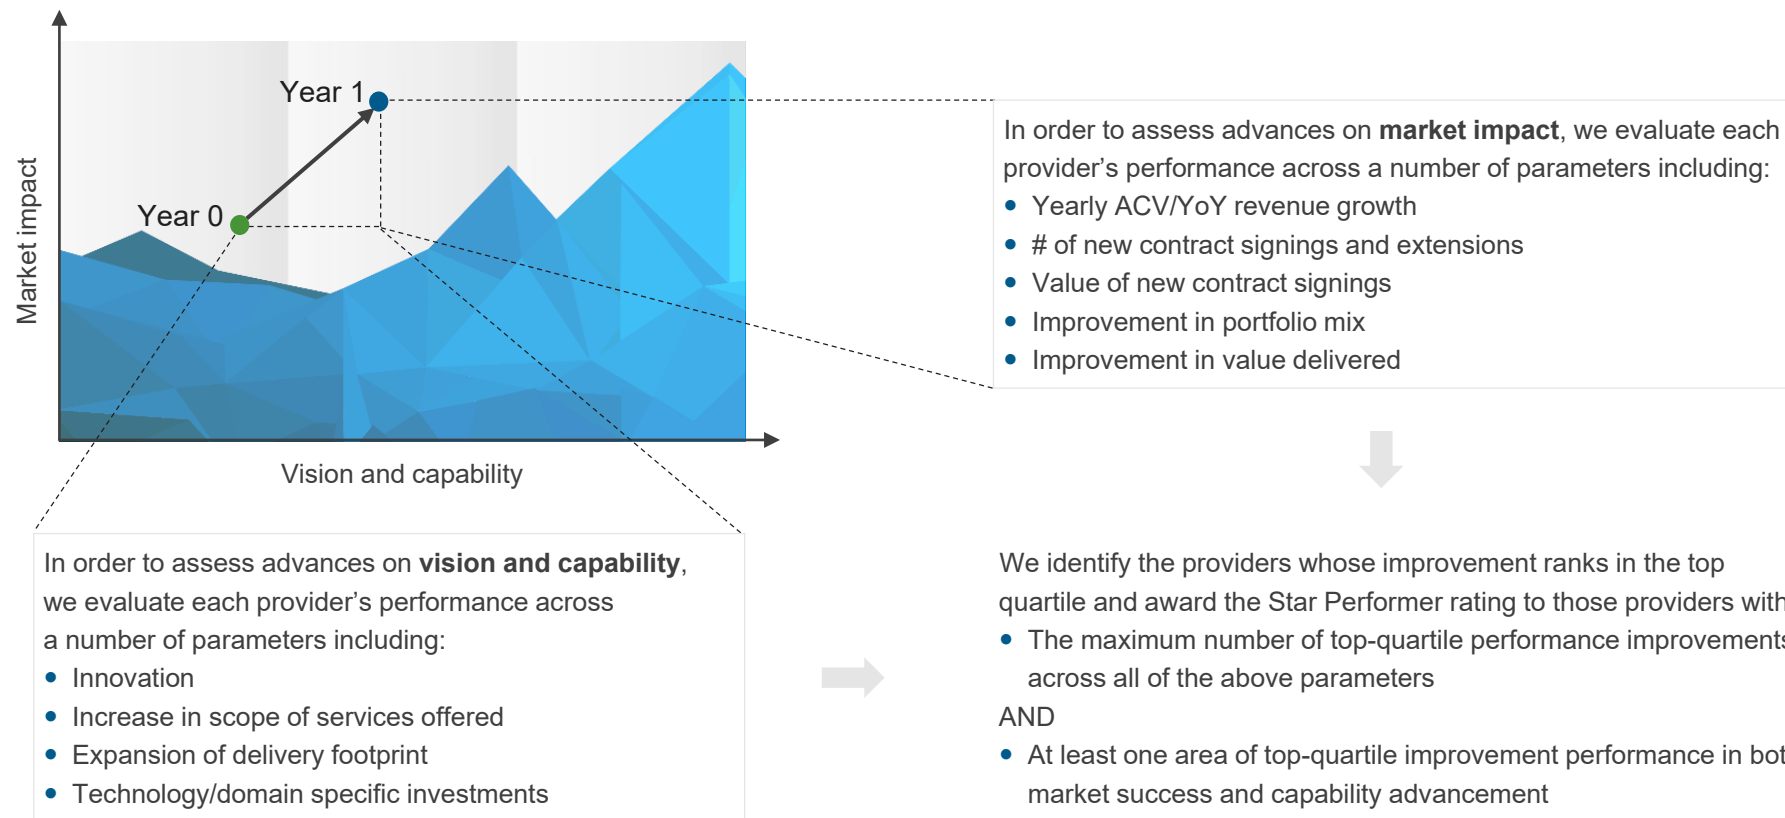 Year 1
Year 0
Market impact
Vision and capability
In order to assess advances on market impact, we evaluate each
provider’s performance across a number of parameters including:
• Yearly ACV/YoY revenue growth
• # of new contract signings and extensions
• Value of new contract signings
• Improvement in portfolio mix
• Improvement in value delivered
In order to assess advances on vision and capability,
we evaluate each provider’s performance across
a number of parameters including:
• Innovation
• Increase in scope of services offered
• Expansion of delivery footprint
• Technology/domain specific investments
We identify the providers whose improvement ranks in the top
quartile and award the Star Performer rating to those providers with
• The maximum number of top-quartile performance improvements
across all of the above parameters
AND
• At least one area of top-quartile improvement performance in bot
market success and capability advancement